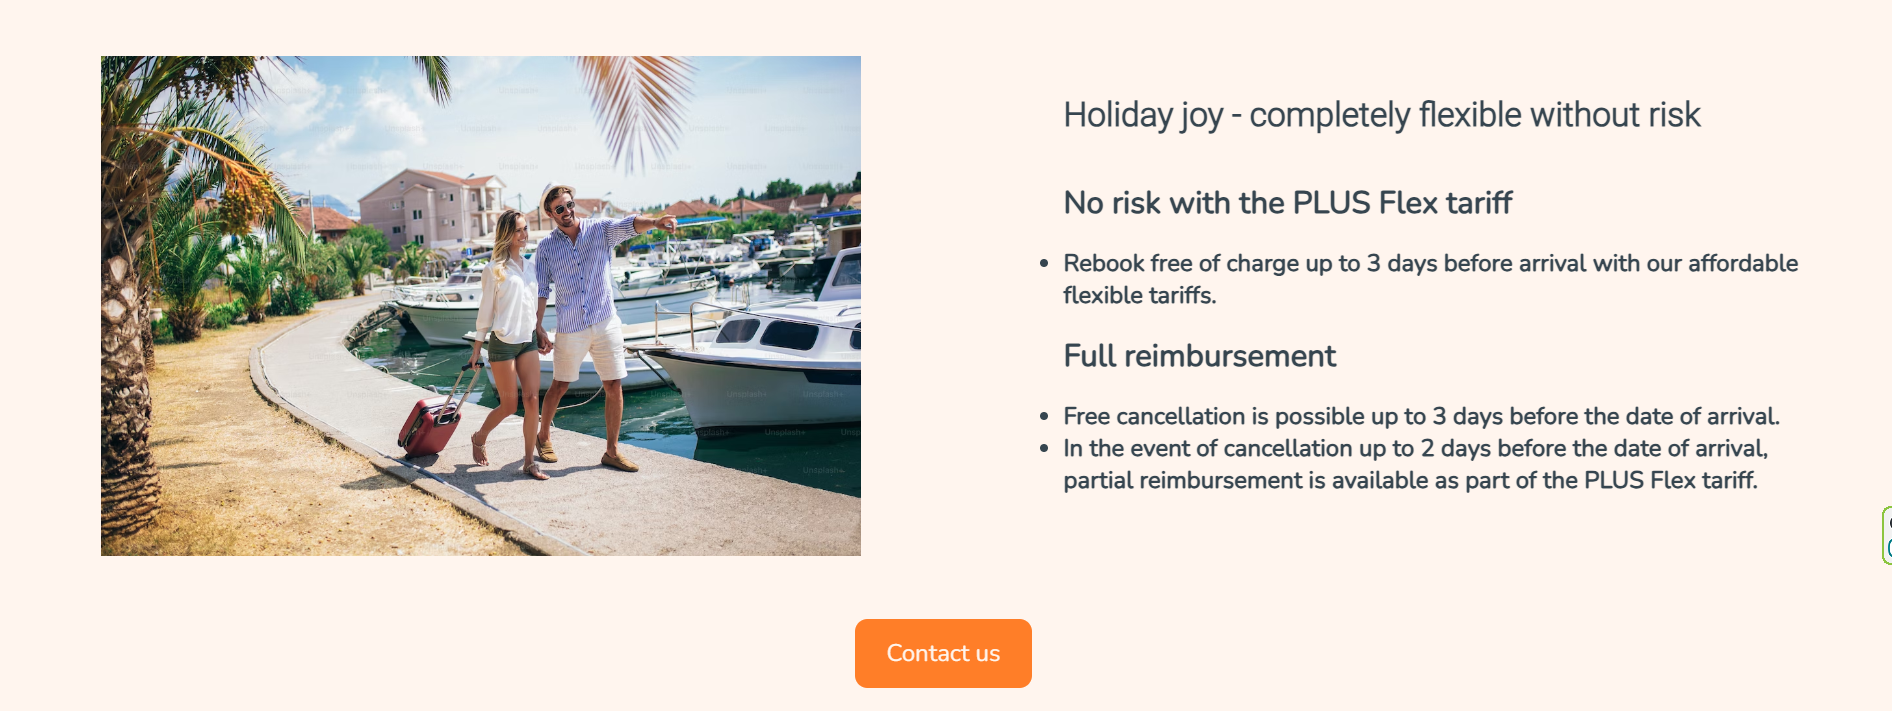 Holiday joy - completely flexible without risk
No risk with the PLUS Flex tariff
Rebook free of charge up to 3 days before arrival with our affordable
flexible tariffs.
Full reimbursement
Free cancellation is possible up to 3 days before the date of arrival.
In the event of cancellation up to 2 days before the date of arrival,
partial reimbursement is available as part of the PLUS Flex tariff.
Contact us